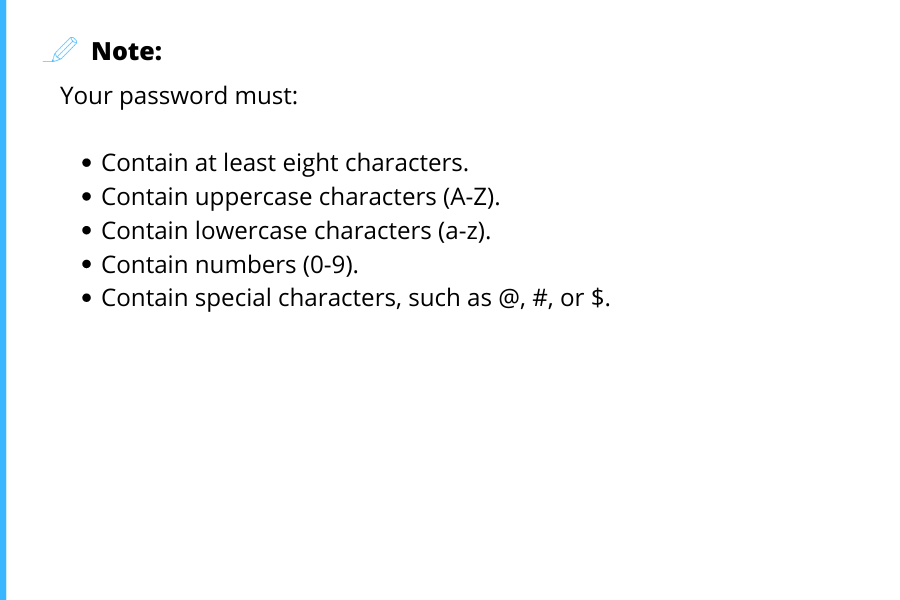 Note:
Your password must:
• Contain at least eight characters.
• Contain uppercase characters (A-Z).
• Contain lowercase characters (a-z).
• Contain numbers (0-9).
• Contain special characters, such as @, #, or $.